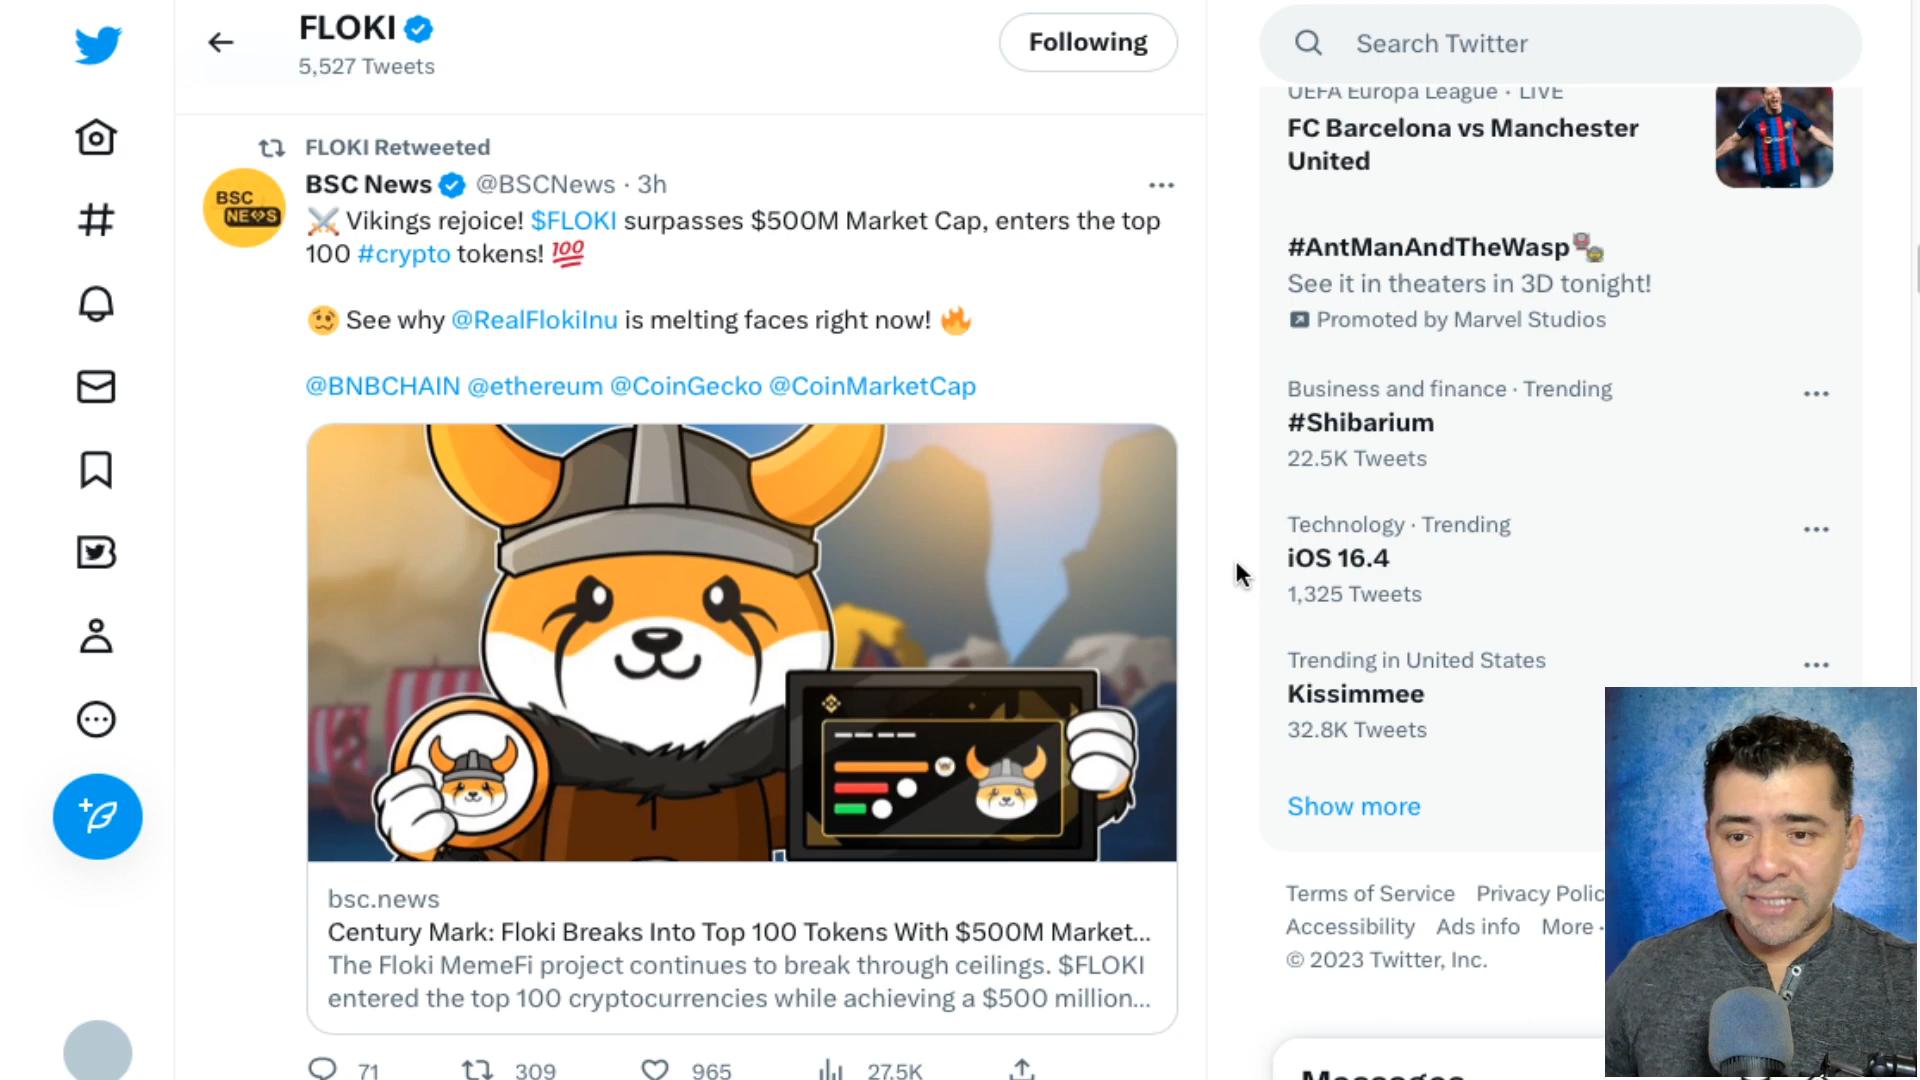 FLOKI
5,527 Tweets
Following
Search Twitter
FLOKI Retweeted
BSC News @BSCNews · 3h
BSC
NEWS
⚔️ Vikings rejoice! $FLOKI surpasses $500M Market Cap, enters the top
100 #crypto tokens! 💯
🥴 See why @RealFlokiInu is melting faces right now! 🔥
@BNBCHAIN @ethereum @CoinGecko @CoinMarketCap
bsc.news
Century Mark: Floki Breaks Into Top 100 Tokens With $500M Market...
The Floki MemeFi project continues to break through ceilings. $FLOKI
entered the top 100 cryptocurrencies while achieving a $500 million...
71 309 965 27.5K
UEFA Europa League · LIVE
FC Barcelona vs Manchester
United
#AntManAndTheWasp
See it in theaters in 3D tonight!
Promoted by Marvel Studios
Business and finance · Trending
#Shibarium
22.5K Tweets
Technology · Trending
iOS 16.4
1,325 Tweets
Trending in United States
Kissimmee
32.8K Tweets
Show more
Terms of Service Privacy Polic
Accessibility Ads info More ·
© 2023 Twitter, Inc.
Messages